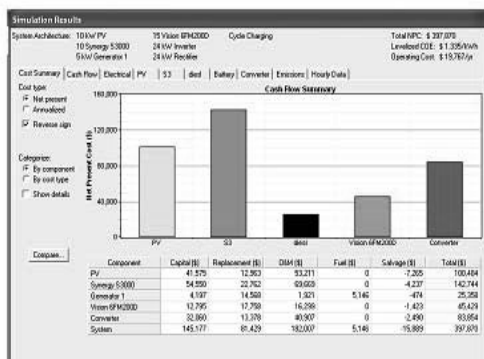 Simulation Results
System Architecture: 10 kW PV 15 Vision 6FM200D Cycle Charging Total NPC: $ 397,870
10 Synergy S3000 24 kW Inverter Levelized COE: $ 1.335/kWh
5 kW Generator 1 24 kW Rectifier Operating Cost: $ 19,767/yr
Cost Summary Cash Flow Electrical PV S3 diesl Battery Converter Emissions Hourly Data
Cost type:
Net present
Annualized
Reverse sign
Categorize:
By component
By cost type
Show details
Compare...
Cash Flow Summary
Net Present Cost ($)
160,000
120,000
80,000
40,000
0
PV S3 diesl Vision 6FM200D Converter
Component Capital ($) Replacement ($) O&M ($) Fuel ($) Salvage ($) Total ($)
PV 41,575 12,963 53,211 0 -7,265 100,484
Synergy S3000 54,550 22,762 69,669 0 -4,237 142,744
Generator 1 4,197 14,568 1,921 5,146 -474 25,358
Vision 6FM200D 12,795 17,758 16,298 0 -1,423 45,429
Converter 32,060 13,378 40,907 0 -2,490 83,854
System 145,177 81,429 182,007 5,146 -15,889 397,870